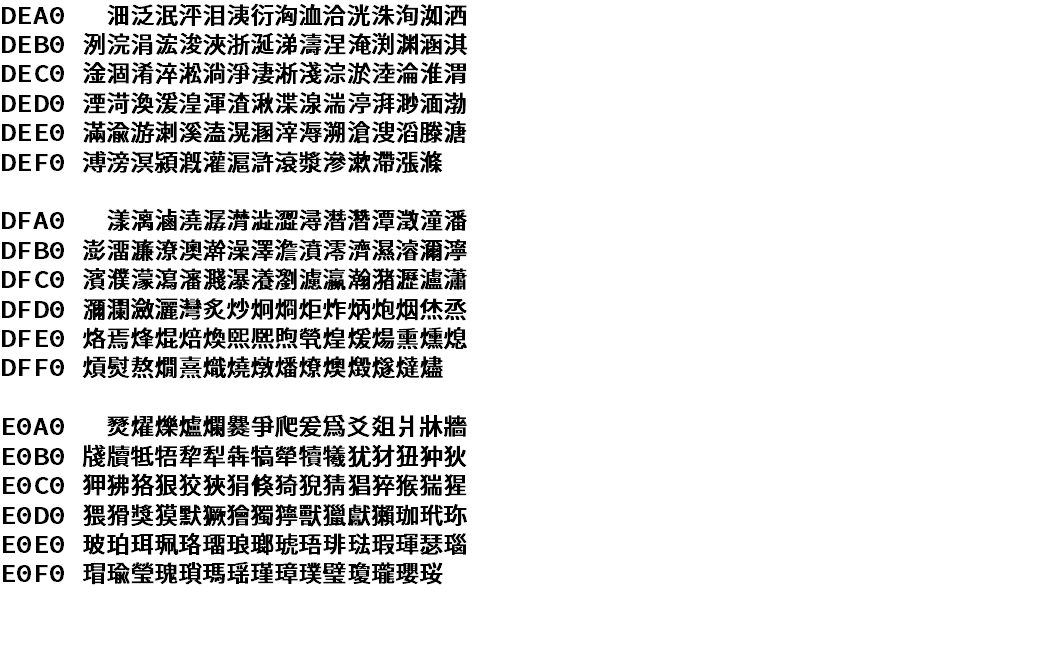 DEA0 沺泛泯泙泪洟衍洶洫洽洸洙洵洳洒
DEB0 洌浣涓浤浚浹浙涎涕濤涅淹渕渊涵淇
DEC0 淦涸淆淬淞淌淨淒淅淺淙淤淕淪淮渭
DED0 湮渮渙湲湟渾渣湫渫湶湍渟湃渺湎渤
DEE0 滿渝游溂溪溘滉溷滓溽溯滄溲滔滕溏
DEF0 溥滂溟潁漑灌滬滸滾漿滲漱滯漲滌
DFA0 漾漓滷澆潺潸澁澀潯潛濳潭澂潼潘
DFB0 澎澑濂潦澳澣澡澤澹濆澪濟濕濬濔濘
DFC0 濱濮濛瀉瀋濺瀑瀁瀏濾瀛瀚潴瀝瀘瀟
DFD0 瀰瀾瀲灑灣炙炒炯烱炬炸炳炮烟烋烝
DFE0 烙焉烽焜焙煥煕熈煦煢煌煖煬熏燻熄
DFF0 熕熨熬燗熹熾燒燉燔燎燠燬燧燵燼
E0A0 燹燿爍爐爛爨爭爬爰爲爻爼爿牀牆
E0B0 牋牘牴牾犂犁犇犒犖犢犧犹犲狃狆狄
E0C0 狎狒狢狠狡狹狷倏猗猊猜猖猝猴猯猩
E0D0 猥猾獎獏默獗獪獨獰獸獵獻獺珈玳珎
E0E0 玻珀珥珮珞璢琅瑯琥珸琲琺瑕琿瑟瑙
E0F0 瑁瑜瑩瑰瑣瑪瑶瑾璋璞璧瓊瓏瓔珱